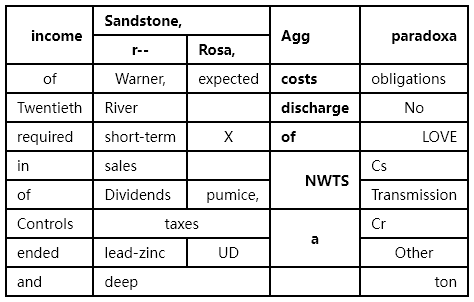 income Sandstone, Agg paradoxa
r-- Rosa,
of Warner, expected costs obligations
Twentieth River discharge No
required short-term X of LOVE
in sales NWTS Cs
of Dividends pumice, Transmission
Controls taxes a Cr
ended lead-zinc UD Other
and deep ton